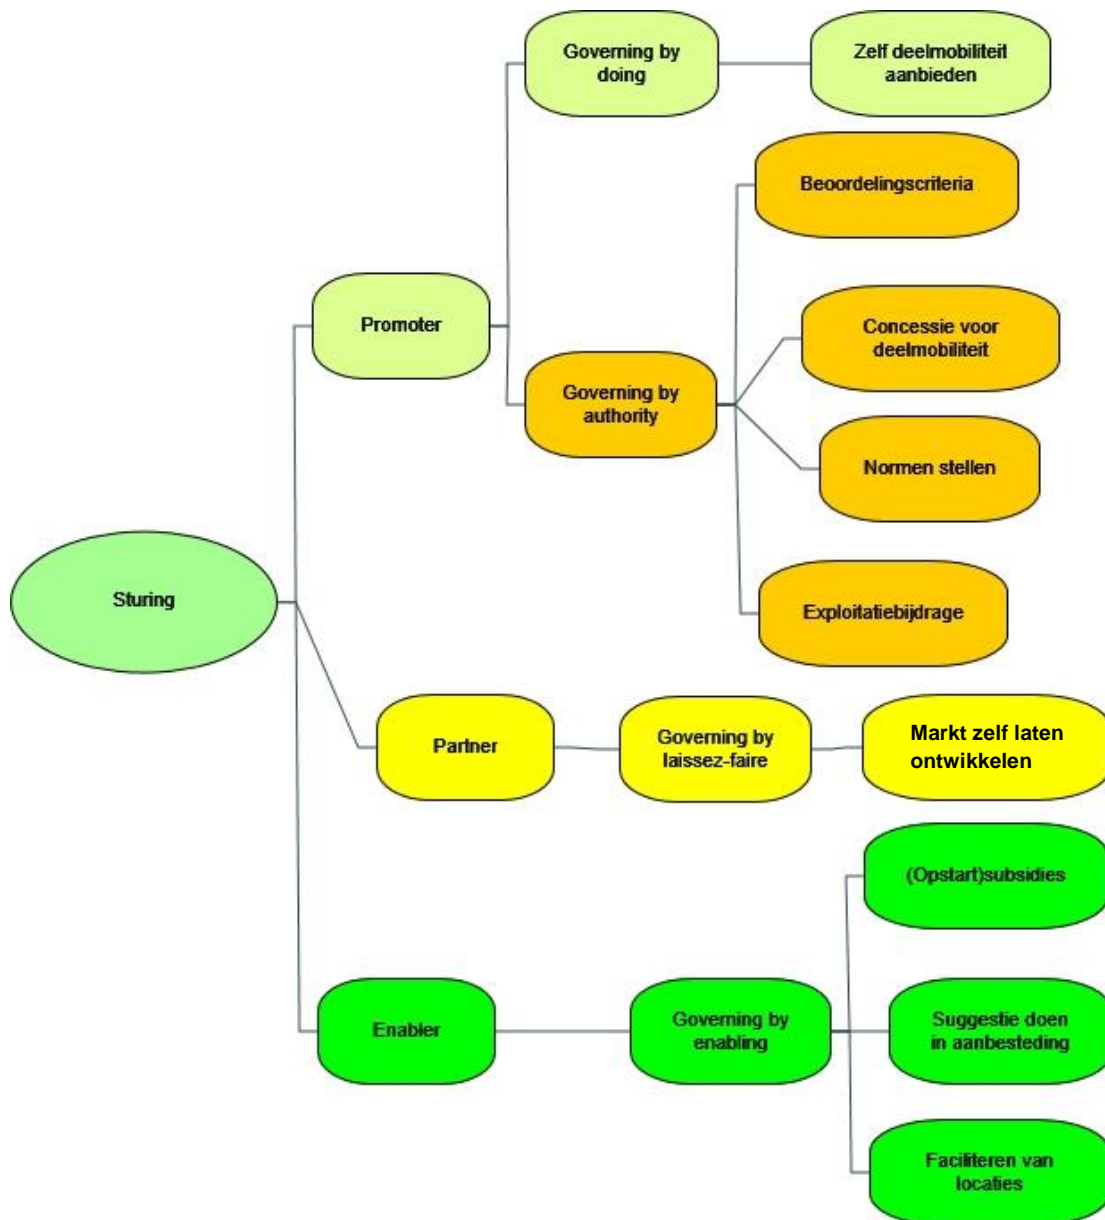 Governing by
doing
Zelf deelmobiliteit
aanbieden
Beoordelingscriteria
Promoter
Concessie voor
deelmobiliteit
Governing by
authority
Normen stellen
Sturing
Exploitatiebijdrage
Partner
Governing by
laissez-faire
Markt zelf laten
ontwikkelen
(Opstart)subsidies
Enabler
Governing by
enabling
Suggestie doen
in aanbesteding
Faciliteren van
locaties